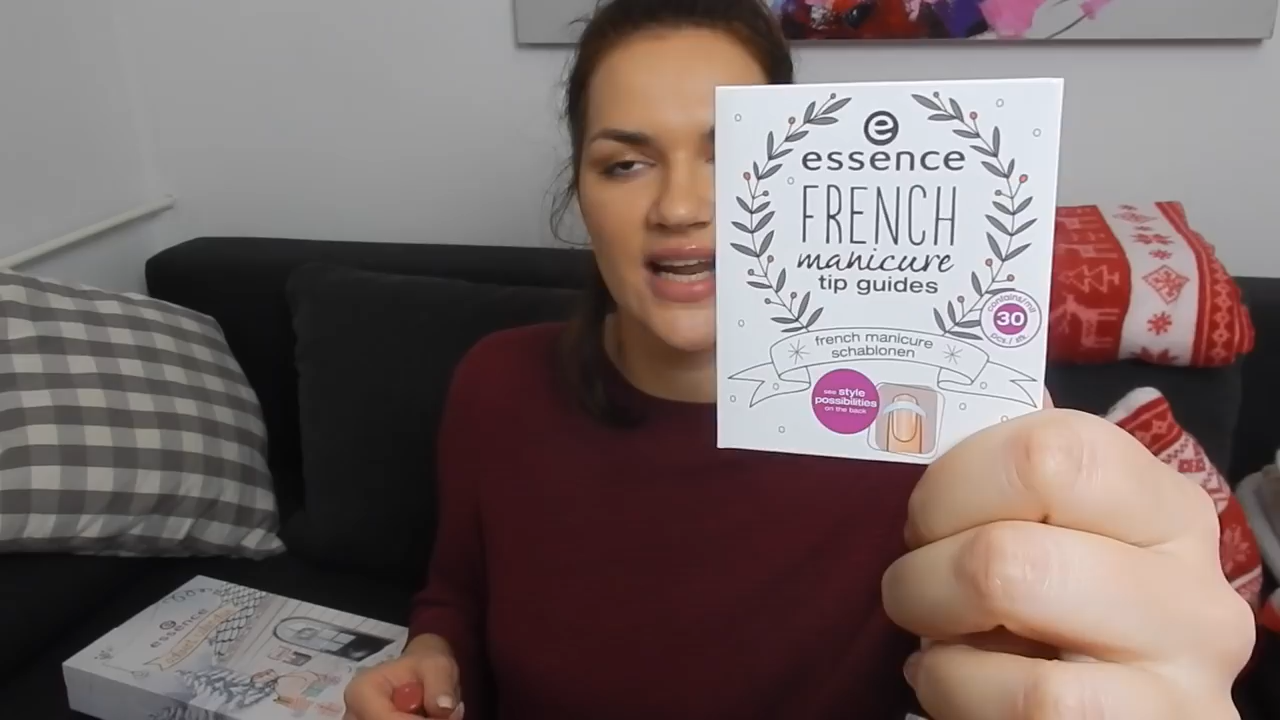 e
essence
FRENCH
manicure
tip guides
contains/mit
30
pcs./ stk.
french manicure
schablonen
see style
possibilities
on the back
essence